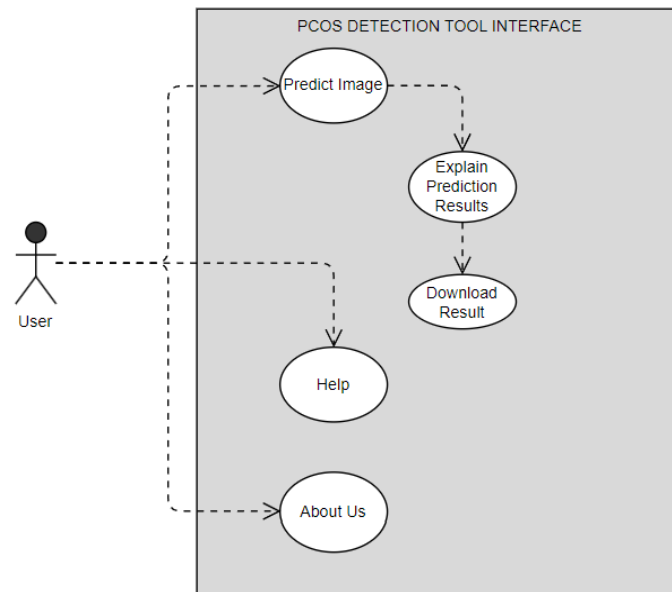 PCOS DETECTION TOOL INTERFACE
Predict Image
Explain
Prediction
Results
User
Download
Result
Help
About Us